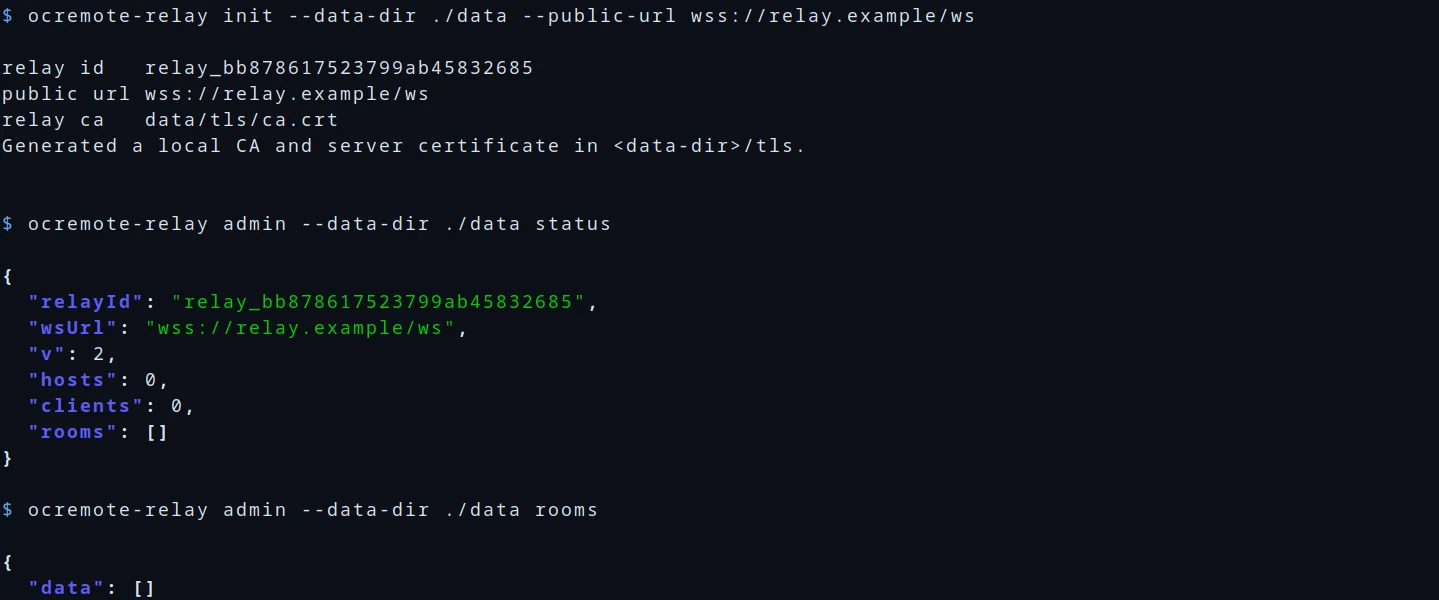 $ ocremote-relay init --data-dir ./data --public-url wss://relay.example/ws
relay id   relay_bb878617523799ab45832685
public url wss://relay.example/ws
relay ca   data/tls/ca.crt
Generated a local CA and server certificate in <data-dir>/tls.
$ ocremote-relay admin --data-dir ./data status
{
  "relayId": "relay_bb878617523799ab45832685",
  "wsUrl": "wss://relay.example/ws",
  "v": 2,
  "hosts": 0,
  "clients": 0,
  "rooms": []
}
$ ocremote-relay admin --data-dir ./data rooms
{
  "data": []